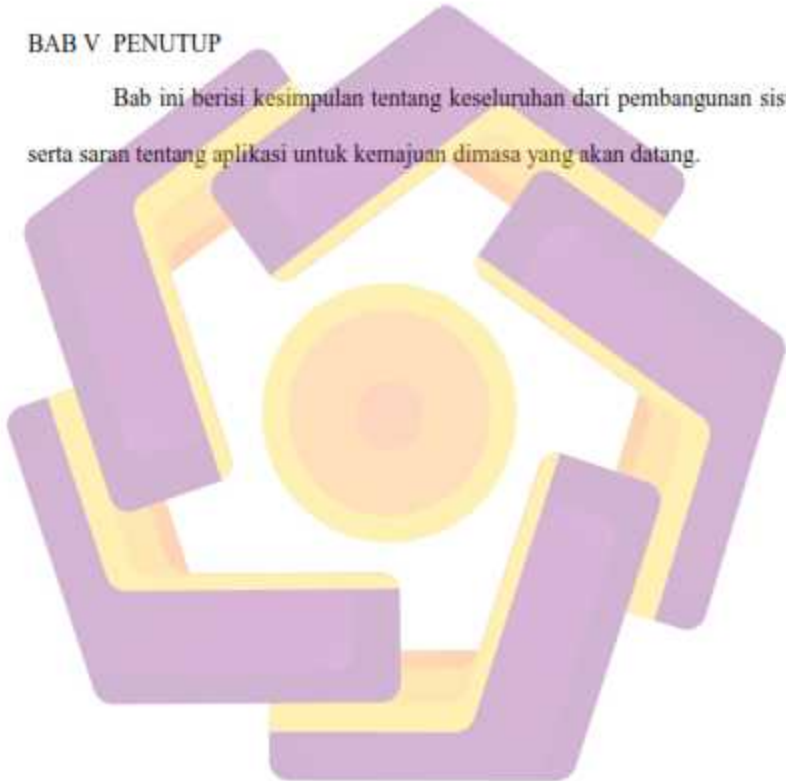 BAB V PENUTUP
Bab ini berisi kesimpulan tentang keseluruhan dari pembangunan
serta saran tentang aplikasi untuk kemajuan dimasa yang akan datang.